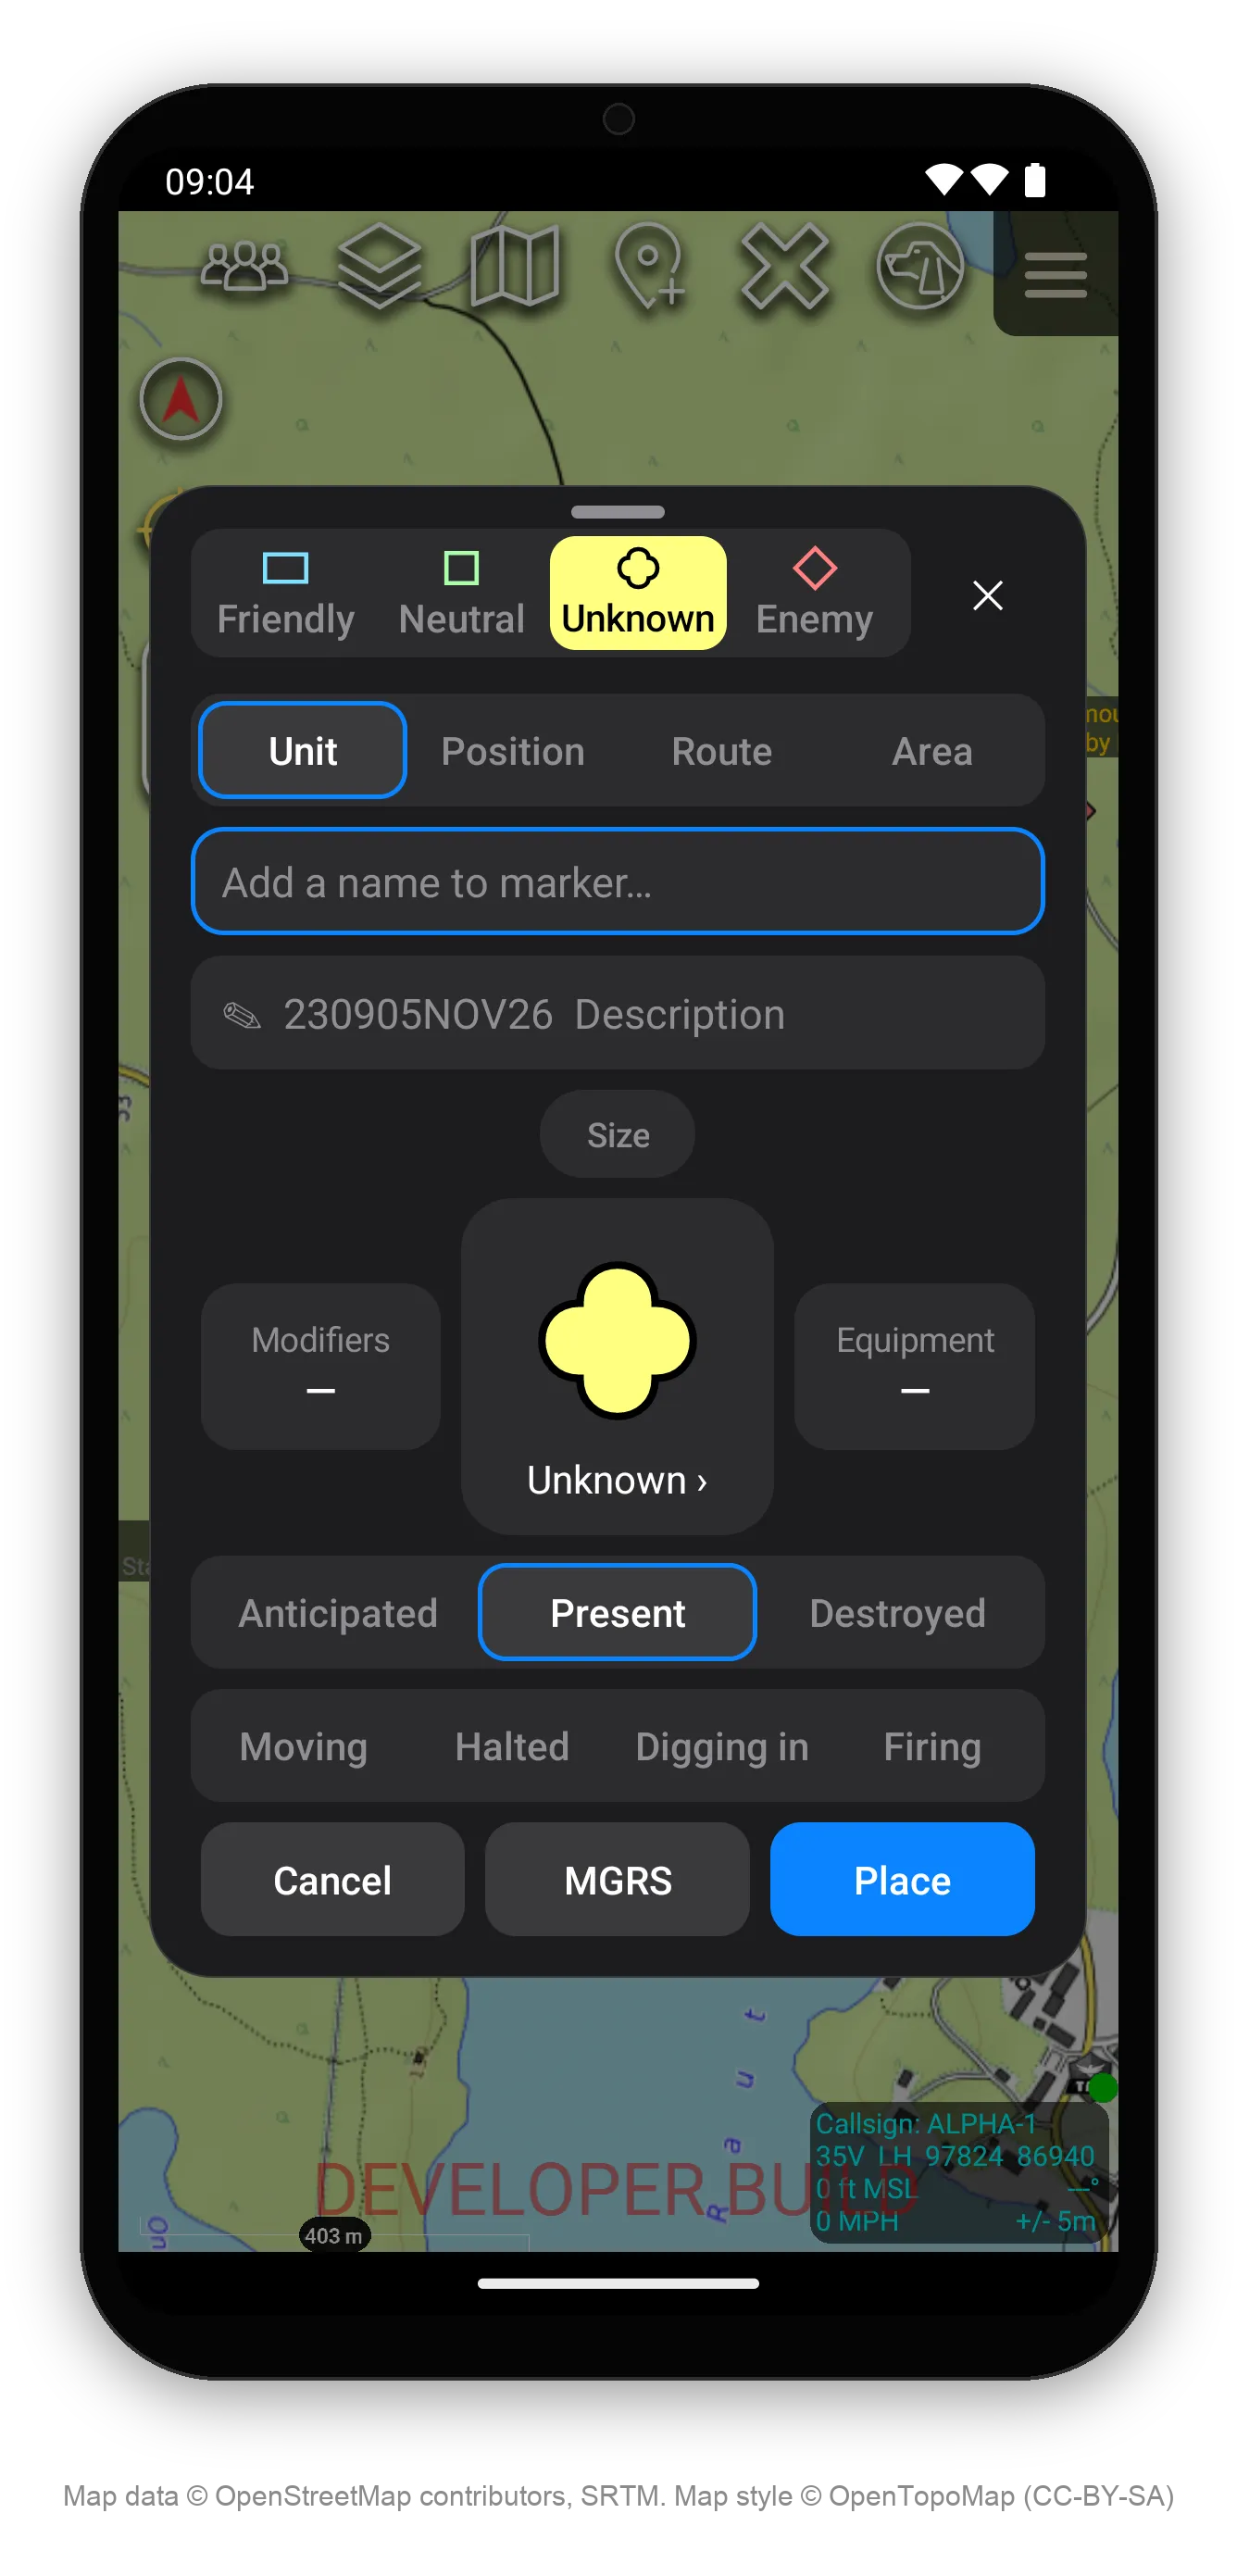 09:04
Friendly
Neutral
Unknown
Enemy
Unit
Position
Route
Area
Add a name to marker...
230905NOV26 Description
Size
Modifiers
–
Equipment
–
Unknown ›
Anticipated
Present
Destroyed
Moving
Halted
Digging in
Firing
Cancel
MGRS
Place
Callsign: ALPHA-1
35V LH 97824 86940
0 ft MSL
—°
0 MPH
+/- 5m
DEVELOPER BUILD
403 m
Map data © OpenStreetMap contributors, SRTM. Map style © OpenTopoMap (CC-BY-SA)